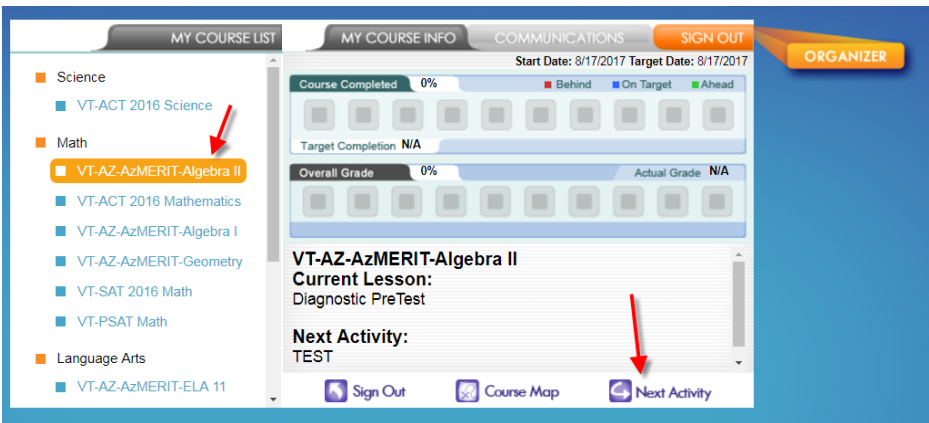 MY COURSE LIST
Science
VT-ACT 2016 Science
Math
VT-AZ-AzMERIT-Algebra II
VT-ACT 2016 Mathematics
VT-AZ-AzMERIT-Algebra I
VT-AZ-AzMERIT-Geometry
VT-SAT 2016 Math
VT-PSAT Math
Language Arts
VT-AZ-AzMERIT-ELA 11
MY COURSE INFO COMMUNICATIONS SIGN OUT
ORGANIZER
Start Date: 8/17/2017 Target Date: 8/17/2017
Course Completed 0% Behind On Target Ahead
Target Completion N/A
Overall Grade 0% Actual Grade N/A
VT-AZ-AzMERIT-Algebra II
Current Lesson:
Diagnostic PreTest
Next Activity:
TEST
Sign Out Course Map Next Activity